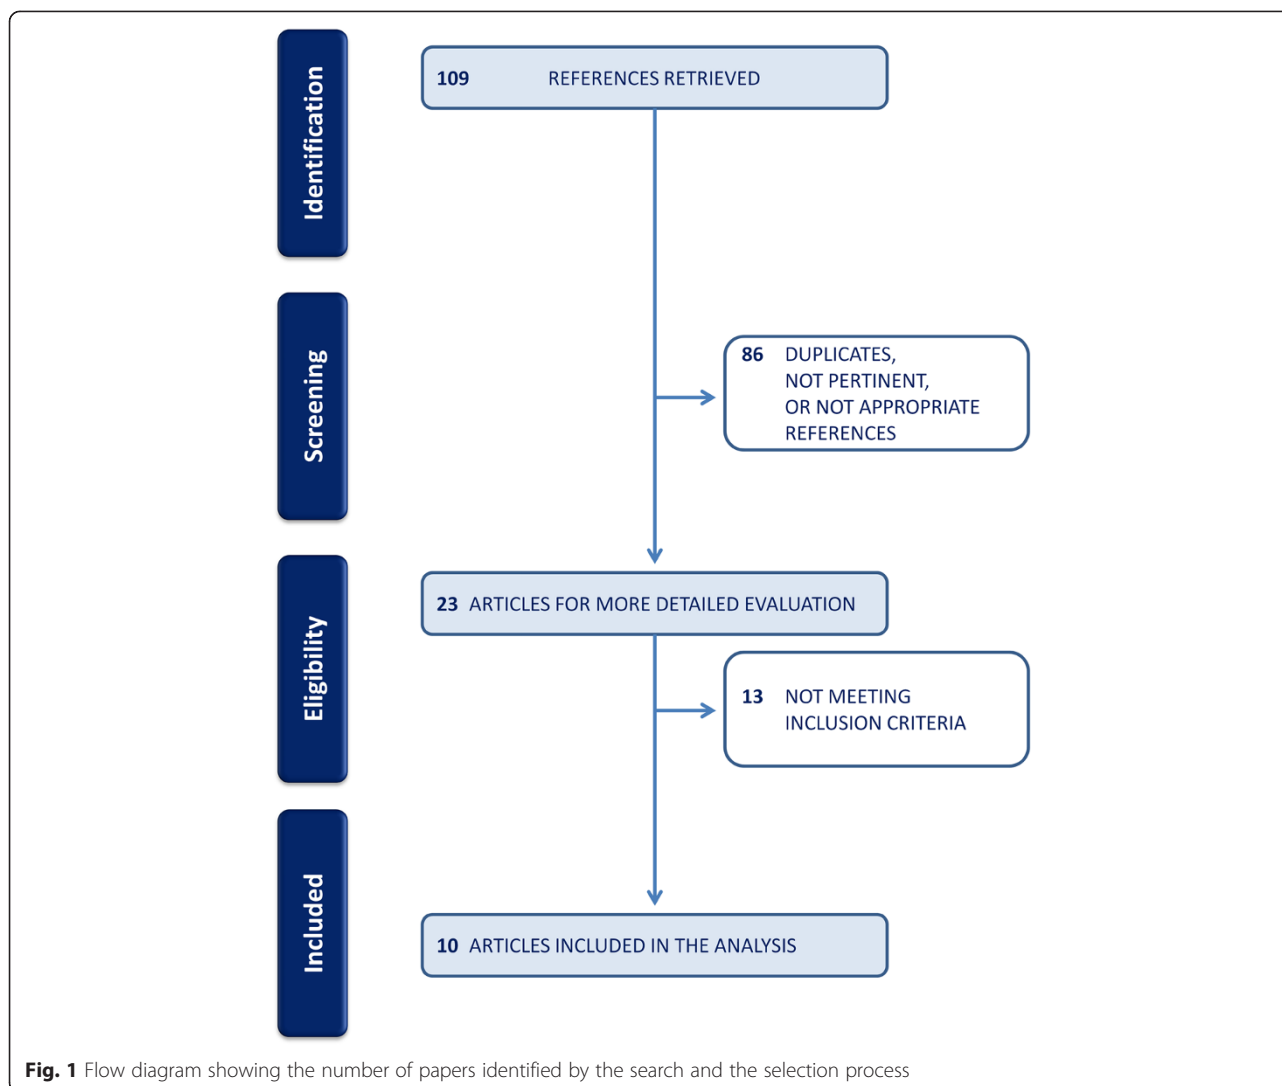 Identification
109 REFERENCES RETRIEVED
Screening
86 DUPLICATES,
NOT PERTINENT,
OR NOT APPROPRIATE
REFERENCES
Eligibility
23 ARTICLES FOR MORE DETAILED EVALUATION
13 NOT MEETING
INCLUSION CRITERIA
Included
10 ARTICLES INCLUDED IN THE ANALYSIS
Fig. 1 Flow diagram showing the number of papers identified by the search and the selection process